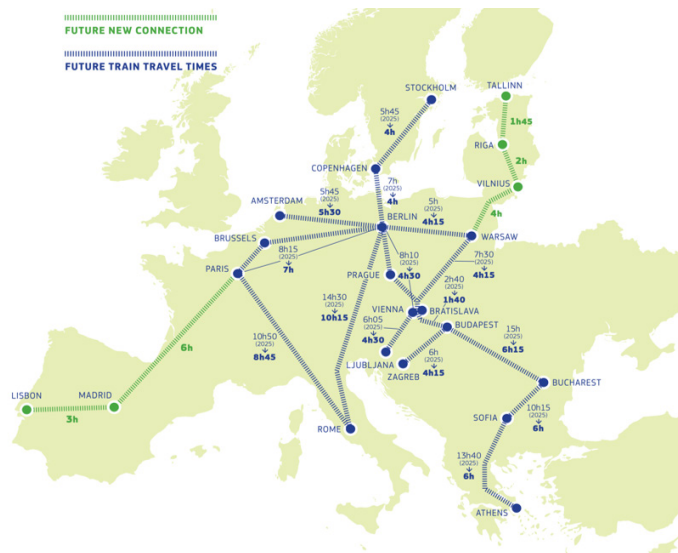 FUTURE NEW CONNECTION
FUTURE TRAIN TRAVEL TIMES
STOCKHOLM
TALLINN
5h45
(2025)
4h
1h45
RIGA
2h
COPENHAGEN
VILNIUS
7h
(2025)
4h
5h45
(2025)
5h30
AMSTERDAM
5h
(2025)
4h15
4h
BERLIN
WARSAW
BRUSSELS
8h15
(2025)
7h
PARIS
8h10
(2025)
4h30
7h30
(2025)
4h15
PRAGUE
2h40
(2025)
1h40
14h30
(2025)
10h15
VIENNA
BRATISLAVA
BUDAPEST
6h05
(2025)
4h30
10h50
(2025)
8h45
6h
15h
(2025)
6h15
LJUBLJANA
ZAGREB
6h
(2025)
4h15
BUCHAREST
LISBON
MADRID
3h
SOFIA
10h15
(2025)
6h
ROME
13h40
(2025)
6h
ATHENS